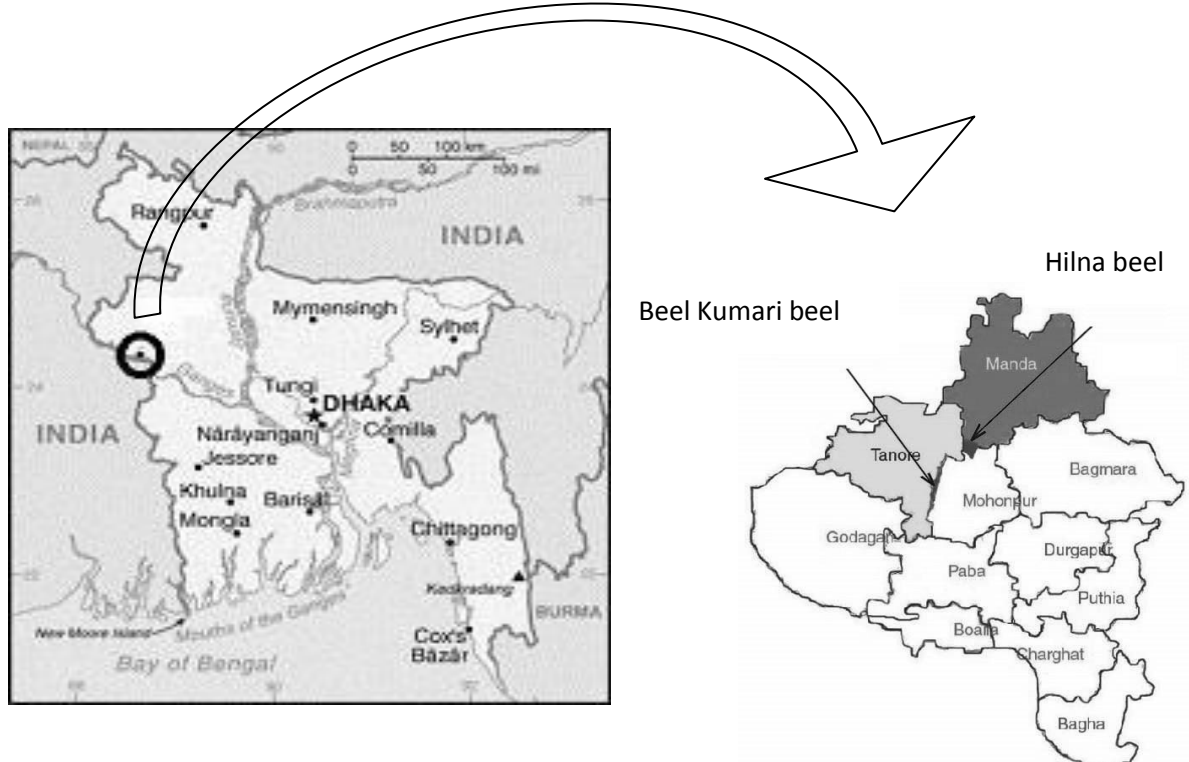 NEPAL
0 50 100 km
0 50 100 mi
Brahmaputra
Rangpur
INDIA
Mymensingh
Sylhet
Ganges
Tungi
DHAKA
INDIA
Nārāyanganj
Comilla
Jessore
Khulna
Barisal
Mongla
Chittagong
Keokradang
New Moore Island
Mouths of the Ganges
BURMA
Cox's
Bāzār
Bay of Bengal
90
Hilna beel
Beel Kumari beel
Manda
Tanore
Bagmara
Mohonpur
Godagari
Durgapur
Paba
Puthia
Boalia
Charghat
Bagha